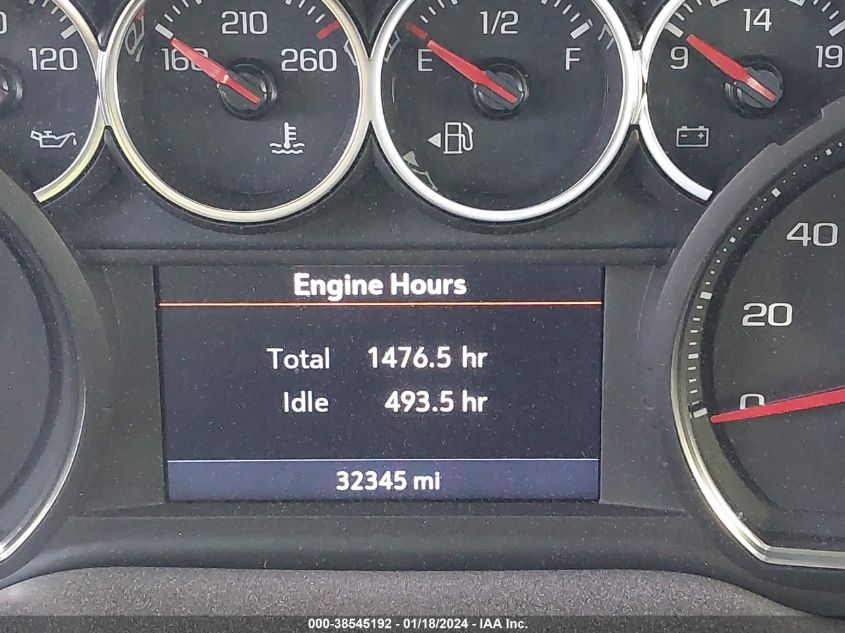 120
160 210 260
E 1/2 F
9 14 19
Engine Hours
Total 1476.5 hr
Idle 493.5 hr
32345 mi
40
20
0
000-38545192 - 01/18/2024 - IAA Inc.